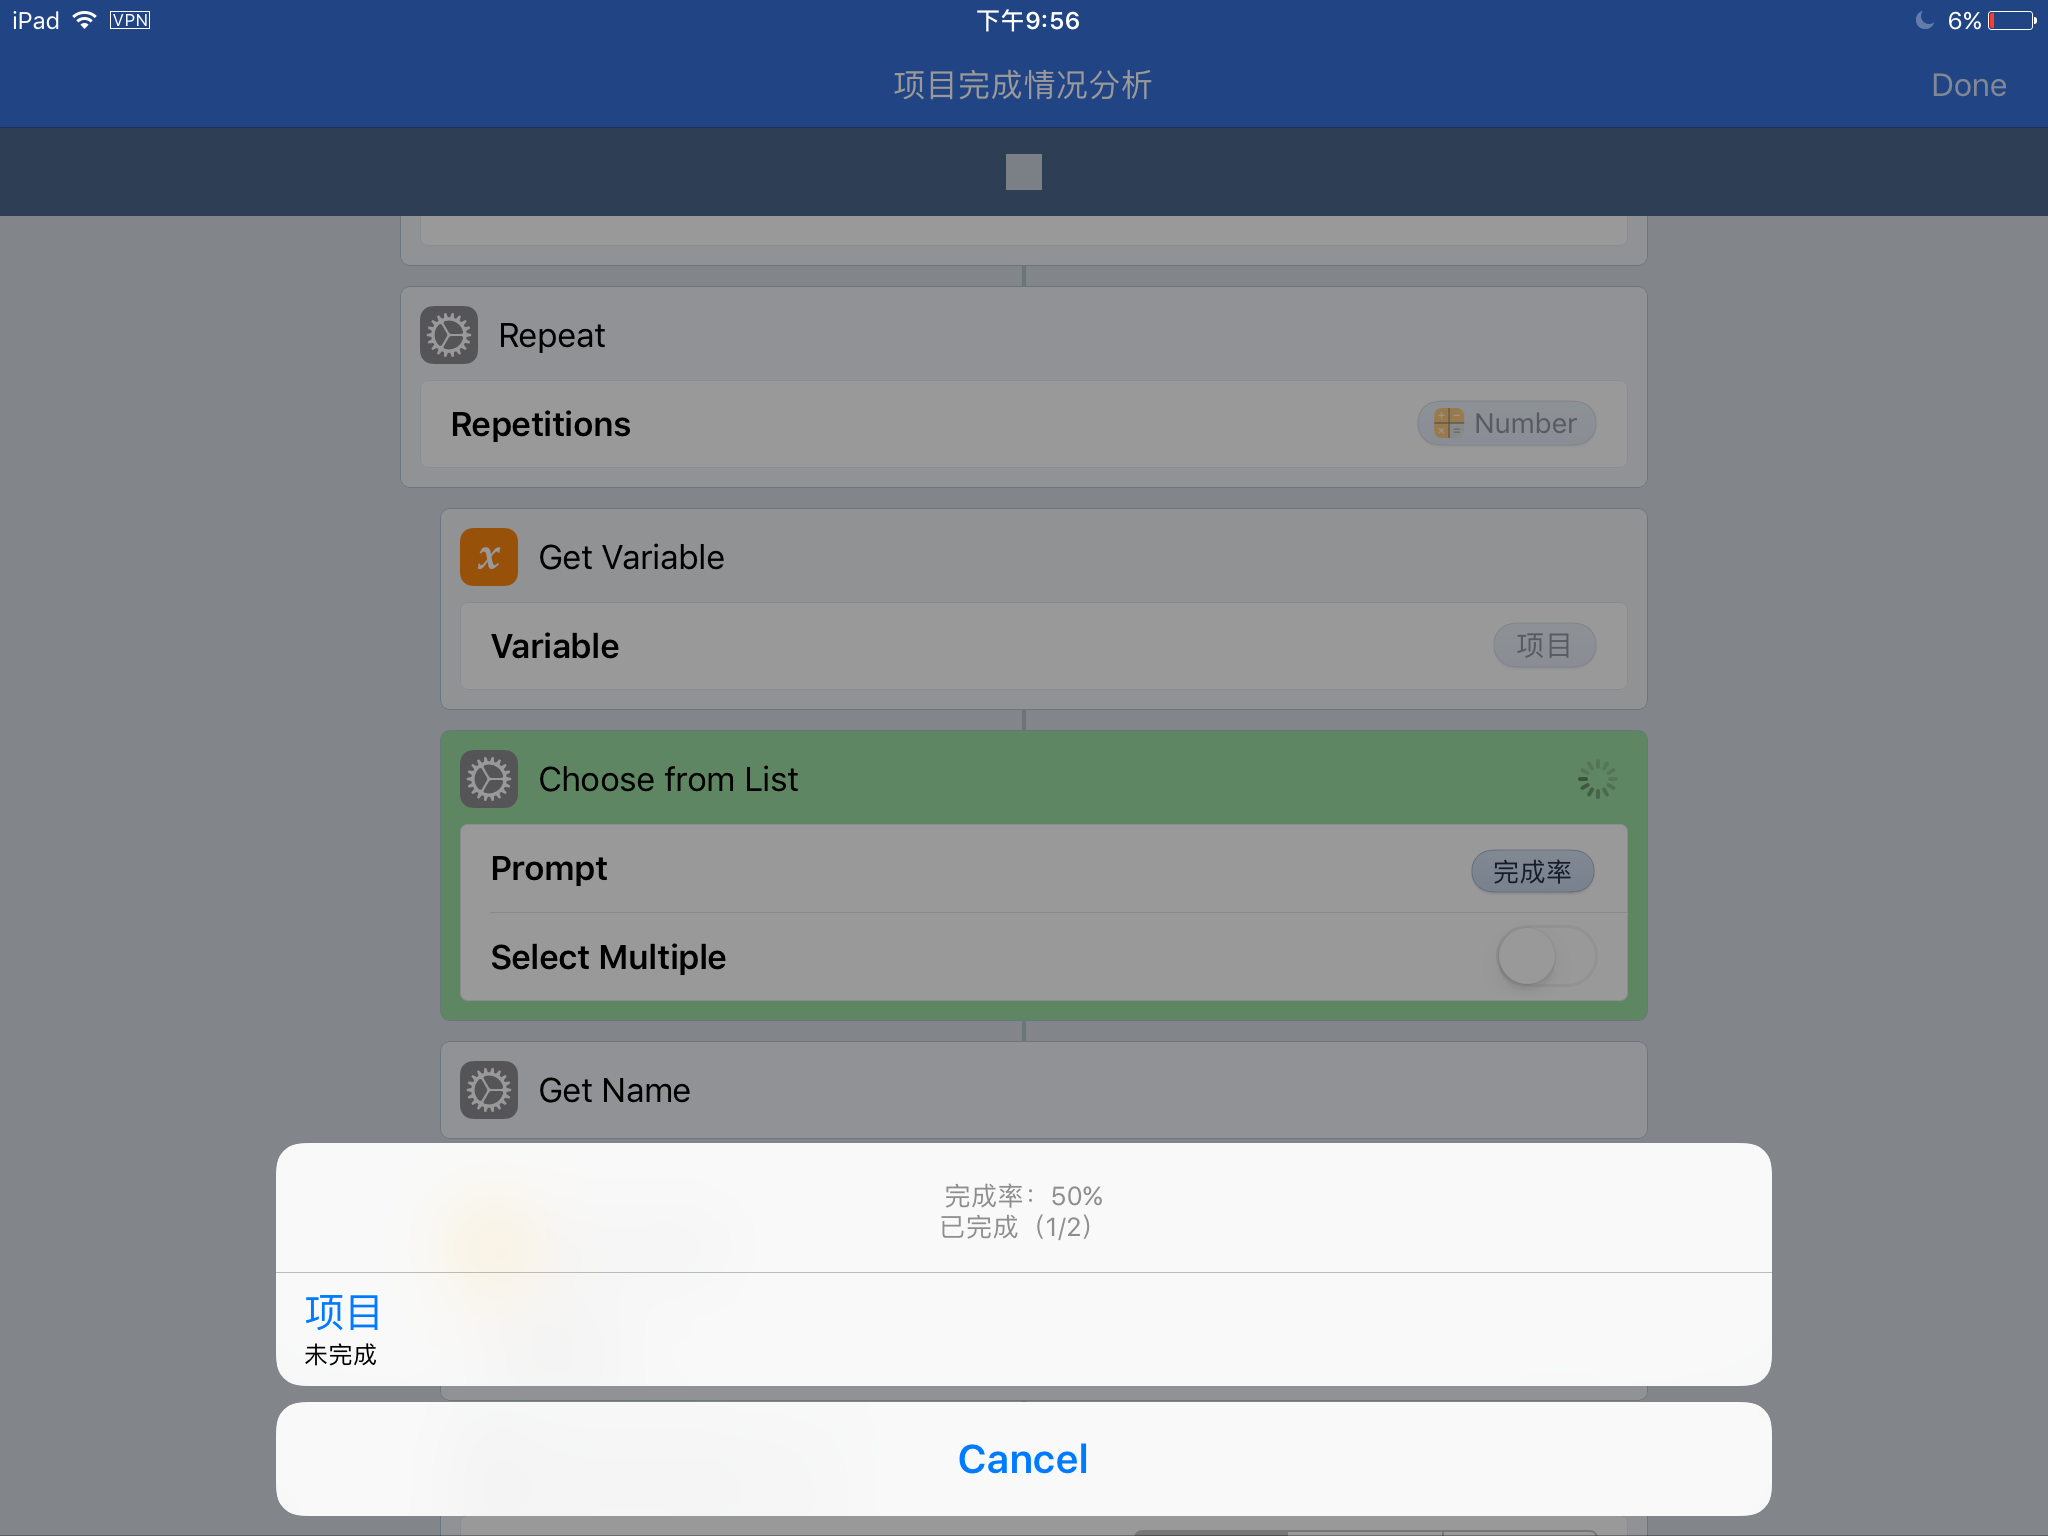 iPad VPN 下午9:56 6%
项目完成情况分析 Done
Repeat
Repetitions Number
x Get Variable
Variable 项目
Choose from List
Prompt 完成率
Select Multiple
Get Name
完成率：50%
已完成（1/2）
项目
未完成
Cancel